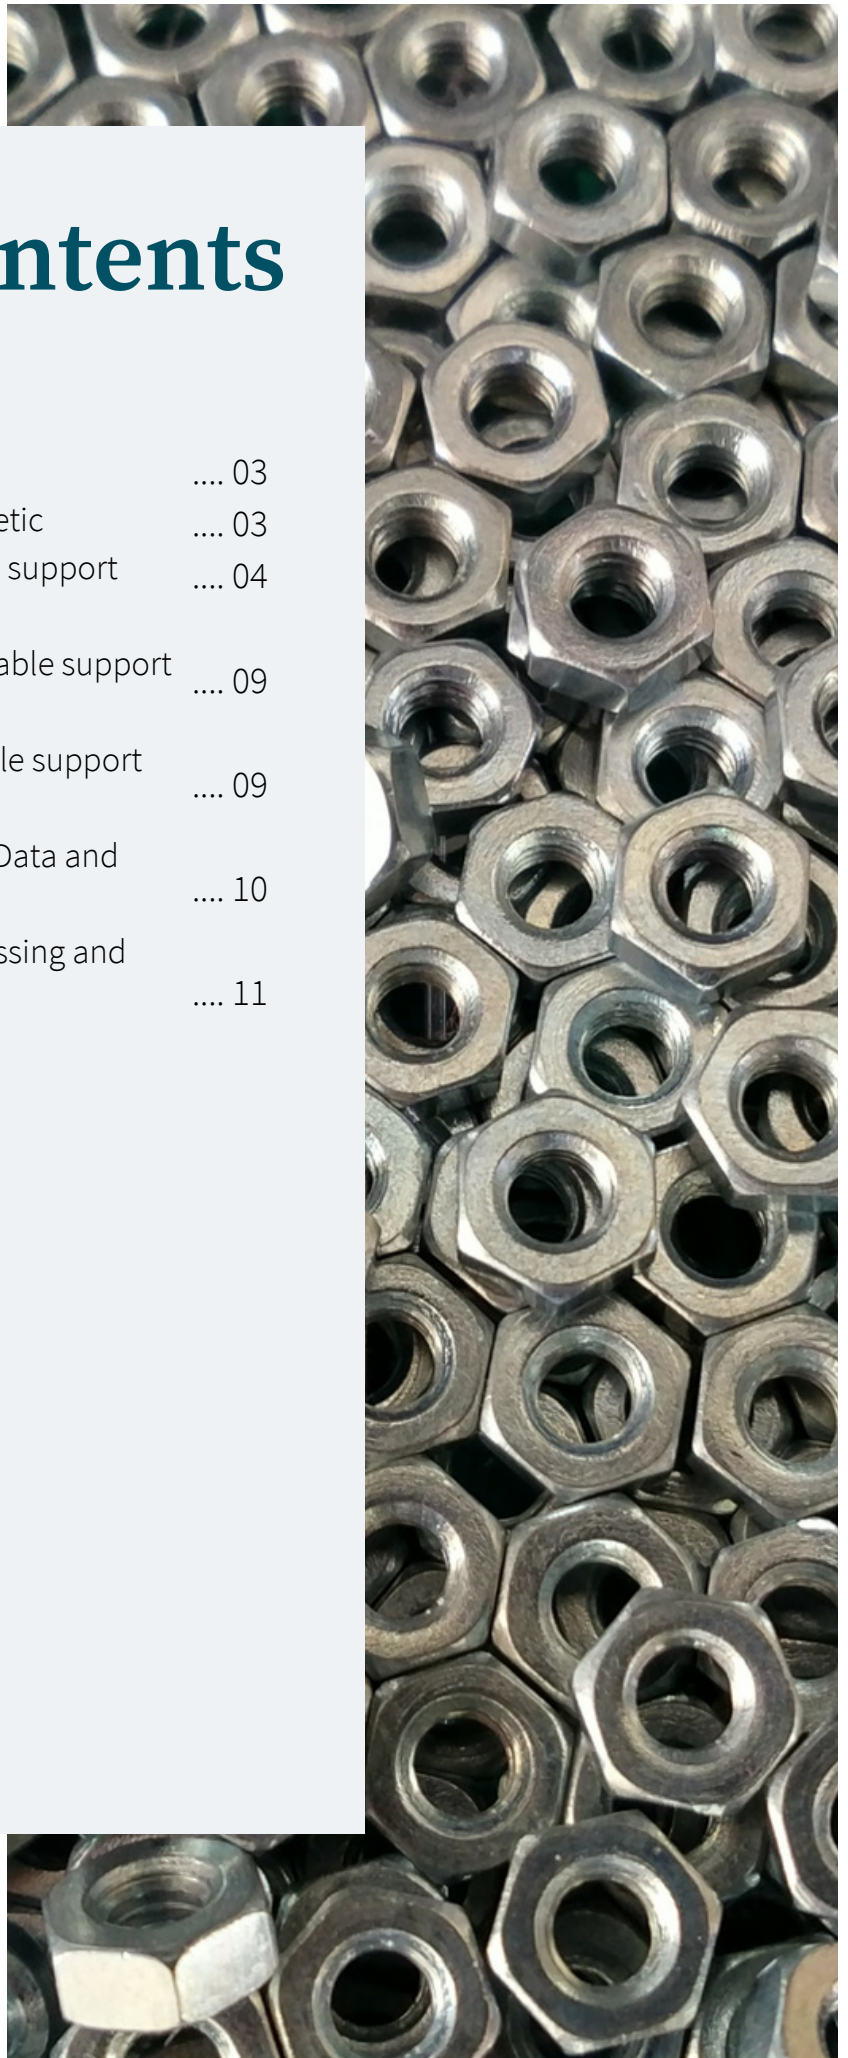 ntents
.... 03
etic .... 03
support .... 04
able support
.... 09
le support
.... 09
Data and
.... 10
ssing and
.... 11